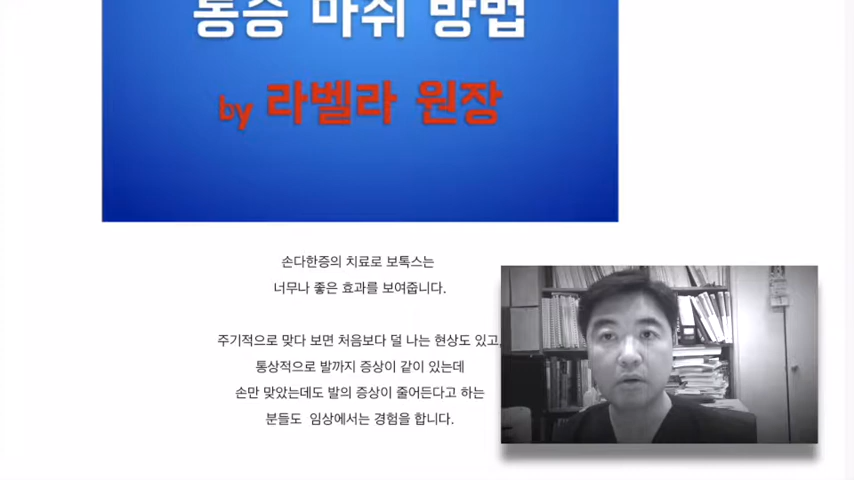 통증 마취 방법
by 라벨라 원장
손다한증의 치료로 보톡스는
너무나 좋은 효과를 보여줍니다.
주기적으로 맞다 보면 처음보다 덜 나는 현상도 있고,
통상적으로 발까지 증상이 같이 있는데
손만 맞았는데도 발의 증상이 줄어든다고 하는
분들도 임상에서는 경험을 합니다.